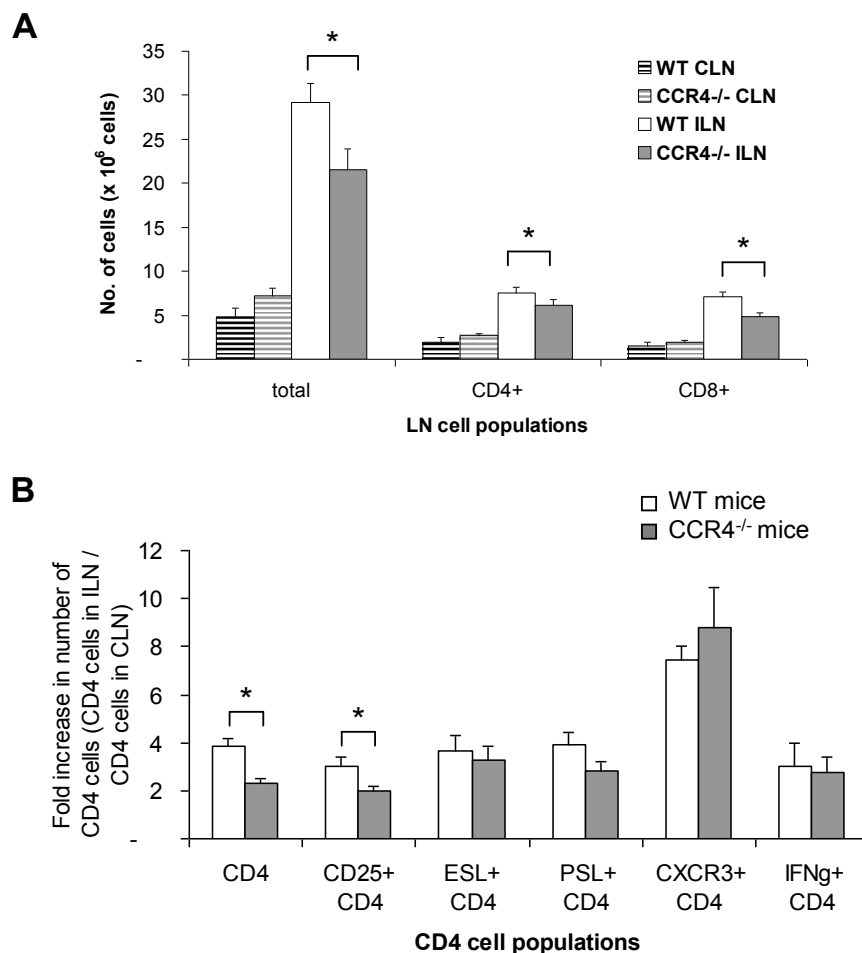 A
35
30
25
20
15
10
5
-
No. of cells (x 10⁶ cells)
*
*
*
WT CLN
CCR4-/- CLN
WT ILN
CCR4-/- ILN
total CD4+ CD8+
LN cell populations
B
WT mice
CCR4⁻/⁻ mice
12
10
8
6
4
2
-
Fold increase in number of
CD4 cells (CD4 cells in ILN /
CD4 cells in CLN)
*
*
CD4 CD25+ ESL+ PSL+ CXCR3+ IFNg+
CD4 CD4 CD4 CD4 CD4
CD4 cell populations